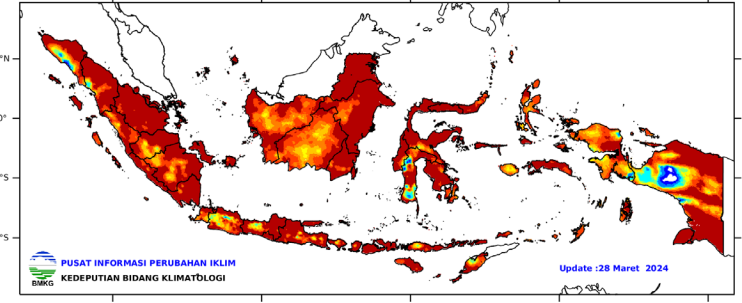 °N
0°
°S
°S
PUSAT INFORMASI PERUBAHAN IKLIM
KEDEPUTIAN BIDANG KLIMATOLOGI
BMKG
Update :28 Maret 2024